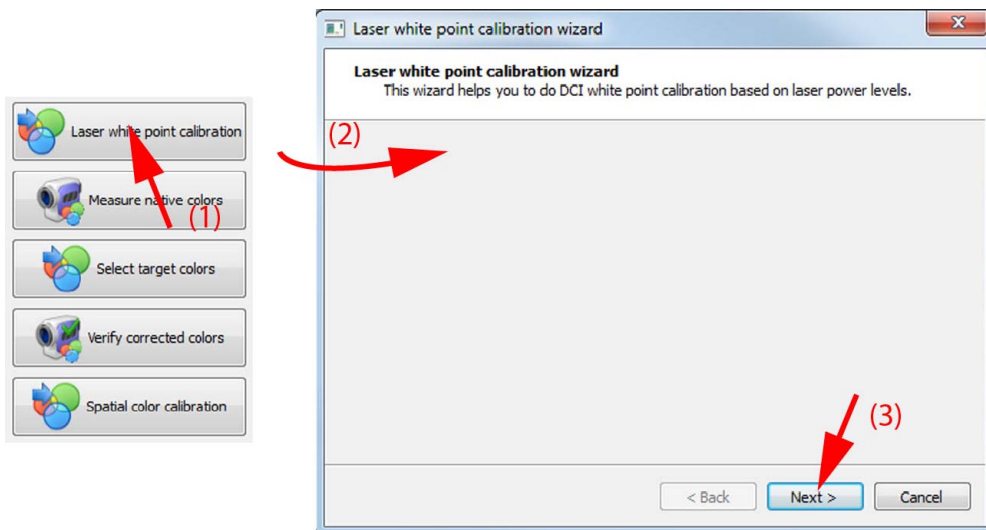 Laser white point calibration
(1)
Measure native colors
Select target colors
Verify corrected colors
Spatial color calibration
(2)
Laser white point calibration wizard
Laser white point calibration wizard
This wizard helps you to do DCI white point calibration based on laser power levels.
(3)
< Back
Next >
Cancel